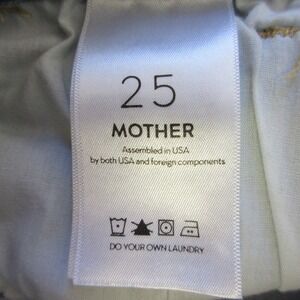 25
MOTHER
Assembled in USA
by both USA and foreign components
DO YOUR OWN LAUNDRY